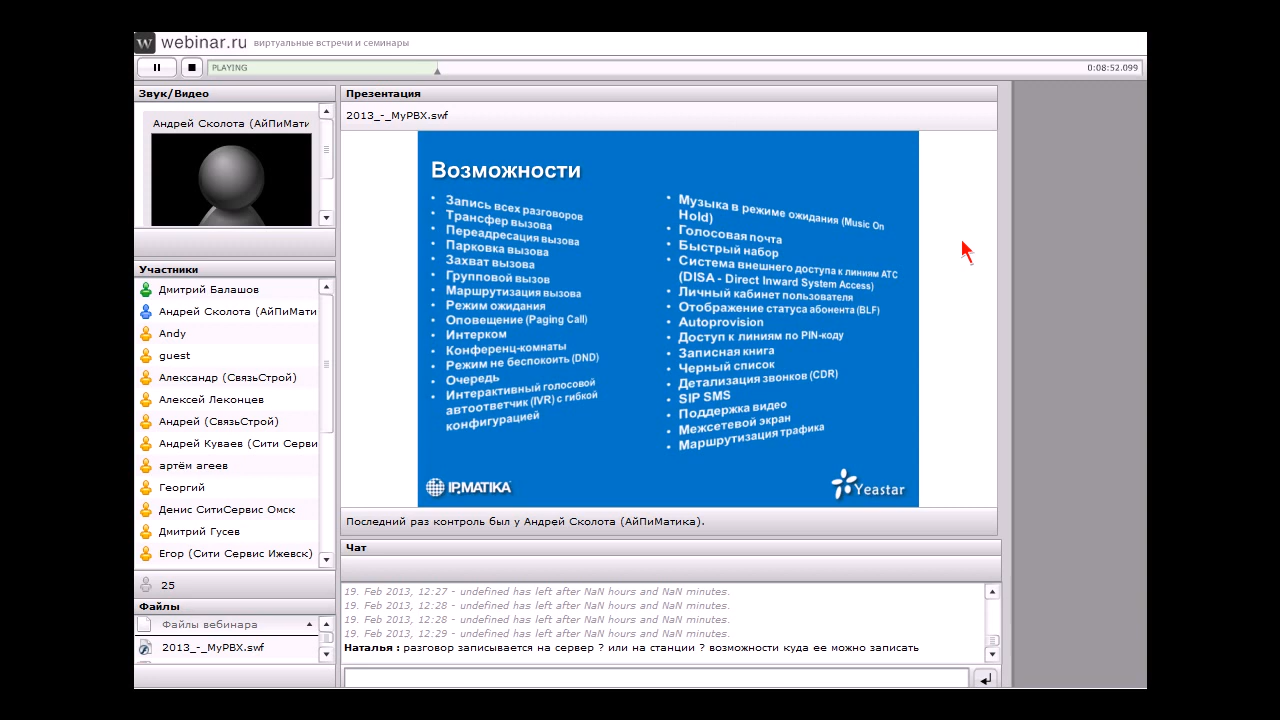 webinar.ru виртуальные встречи и семинары
PLAYING
0:08:52.099
Звук/Видео
Андрей Сколота (АйПиМати
Участники
Дмитрий Балашов
Андрей Сколота (АйПиМати
Andy
guest
Александр (СвязьСтрой)
Алексей Леконцев
Андрей (СвязьСтрой)
Андрей Куваев (Сити Серви
артём агеев
Георгий
Денис СитиСервис Омск
Дмитрий Гусев
Егор (Сити Сервис Ижевск)
25
Файлы
Файлы вебинара
2013_-_MyPBX.swf
Презентация
2013_-_MyPBX.swf
Возможности
• Запись всех разговоров
• Трансфер вызова
• Переадресация вызова
• Парковка вызова
• Захват вызова
• Групповой вызов
• Маршрутизация вызова
• Режим ожидания
• Оповещение (Paging Call)
• Интерком
• Конференц-комнаты
• Режим не беспокоить (DND)
• Очередь
• Интерактивный голосовой
автоответчик (IVR) с гибкой
конфигурацией
• Музыка в режиме ожидания (Music On
Hold)
• Голосовая почта
• Быстрый набор
• Система внешнего доступа к линиям АТС
(DISA - Direct Inward System Access)
• Личный кабинет пользователя
• Отображение статуса абонента (BLF)
• Autoprovision
• Доступ к линиям по PIN-коду
• Записная книга
• Черный список
• Детализация звонков (CDR)
• SIP SMS
• Поддержка видео
• Межсетевой экран
• Маршрутизация трафика
IPMATIKA
Yeastar
Последний раз контроль был у Андрей Сколота (АйПиМатика).
Чат
19. Feb 2013, 12:27 - undefined has left after NaN hours and NaN minutes.
19. Feb 2013, 12:28 - undefined has left after NaN hours and NaN minutes.
19. Feb 2013, 12:28 - undefined has left after NaN hours and NaN minutes.
19. Feb 2013, 12:29 - undefined has left after NaN hours and NaN minutes.
Наталья : разговор записывается на сервер ? или на станции ? возможности куда ее можно записать